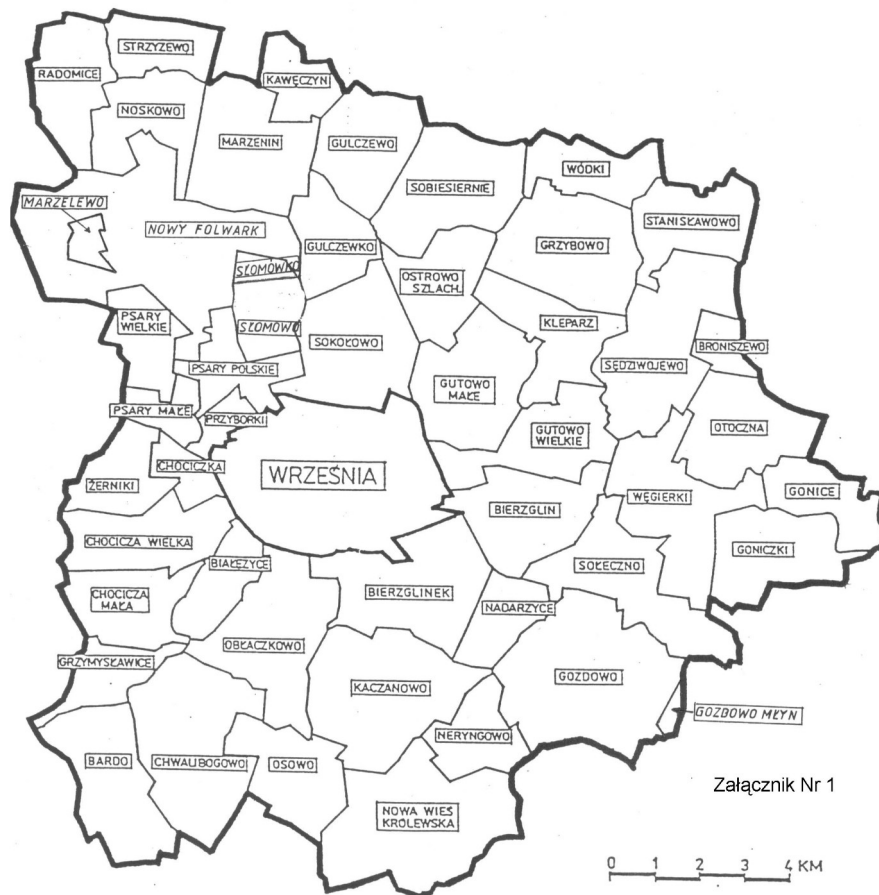 STRZYŻEWO
RADOMICE
KAWĘCZYN
NOSKOWO
MARZENIN
GULCZEWO
WÓDKI
SOBIESIERNIE
MARZELEWO
NOWY FOLWARK
STANISŁAWOWO
GULCZEWKO
GRZYBOWO
SŁOMÓWKO
OSTROWO
SZLACH.
PSARY
WIELKIE
SŁOMOWO
SOKOŁOWO
KLEPARZ
BRONISZEWO
PSARY POLSKIE
SĘDZIWOJEWO
GUTOWO
MAŁE
PSARY MAŁE
PRZYBORKI
GUTOWO
WIELKIE
OTOCZNA
CHOCICZKA
WRZEŚNIA
ŻERNIKI
WĘGIERKI
GONICE
BIERZGLIN
CHOCICZA WIELKA
GONICZKI
BIAŁĘŻYCE
SOŁECZNO
CHOCICZA
MAŁA
BIERZGLINEK
NADARZYCE
OBŁACZKOWO
GRZYMYSŁAWICE
GOZDOWO
KACZANOWO
GOZBOWO MŁYN
NERYNGOWO
BARDO
CHWALIBOGOWO
OSOWO
Załącznik Nr 1
NOWA WIEŚ
KRÓLEWSKA
0 1 2 3 4 KM